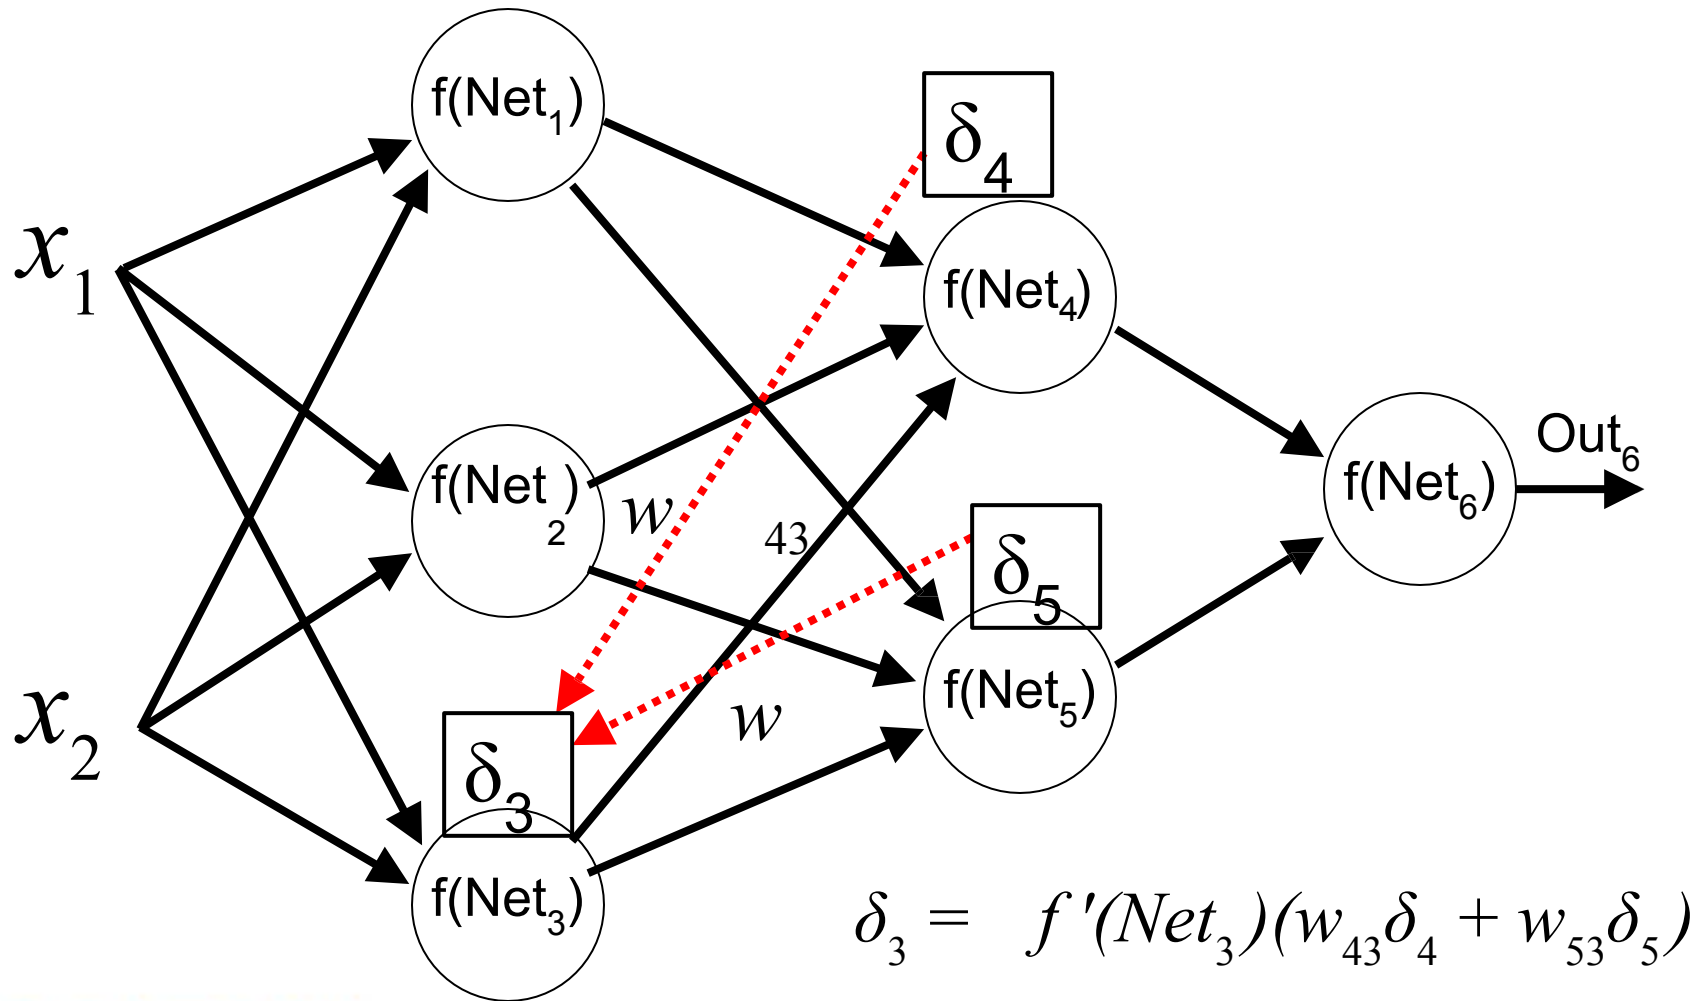 f(Net₁)
δ₄
x₁
f(Net₄)
Out₆
f(Net₂)
w
43
f(Net₆)
δ₅
x₂
w
f(Net₅)
δ₃
f(Net₃)
δ₃ = f '(Net₃)(w₄₃δ₄ + w₅₃δ₅)